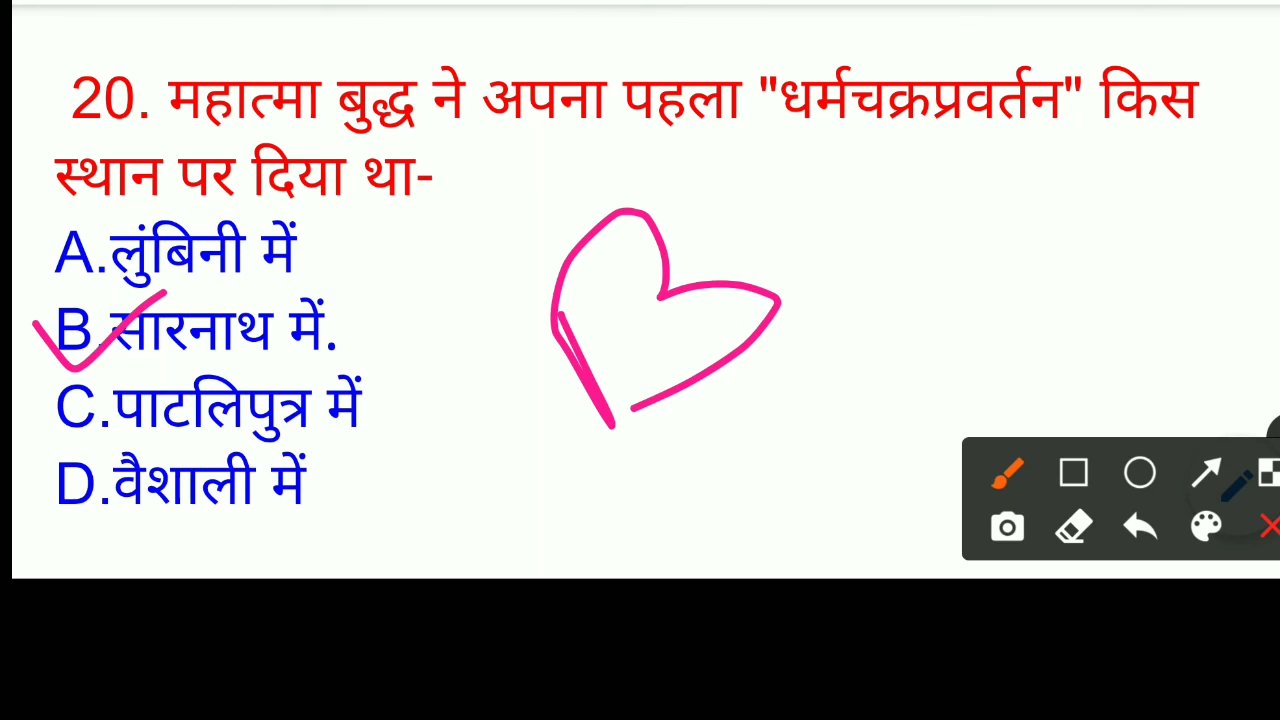 20. महात्मा बुद्ध ने अपना पहला "धर्मचक्रप्रवर्तन" किस
स्थान पर दिया था-
A.लुंबिनी में
B.सारनाथ में.
C.पाटलिपुत्र में
D.वैशाली में